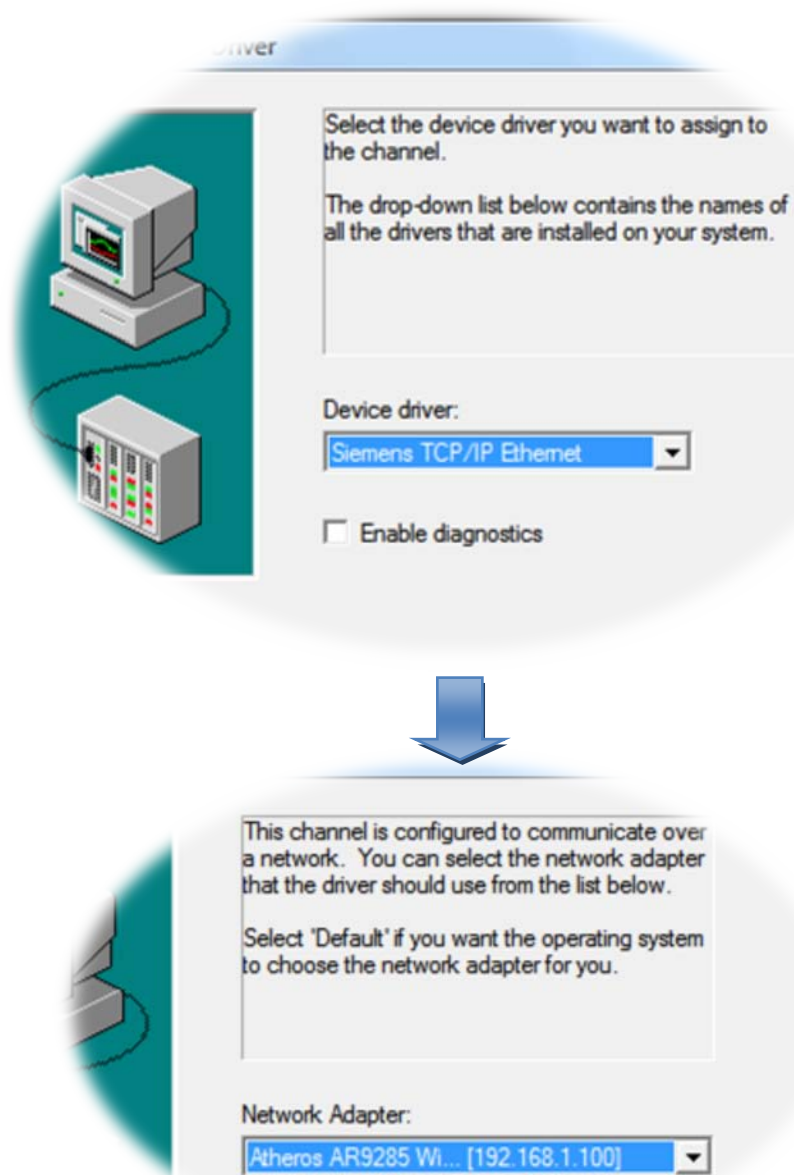 Select the device driver you want to assign to
the channel.
The drop-down list below contains the names of
all the drivers that are installed on your system.
Device driver:
Siemens TCP/IP Ethernet
Enable diagnostics
This channel is configured to communicate over
a network. You can select the network adapter
that the driver should use from the list below.
Select 'Default' if you want the operating system
to choose the network adapter for you.
Network Adapter:
Atheros AR9285 Wi... [192.168.1.100]